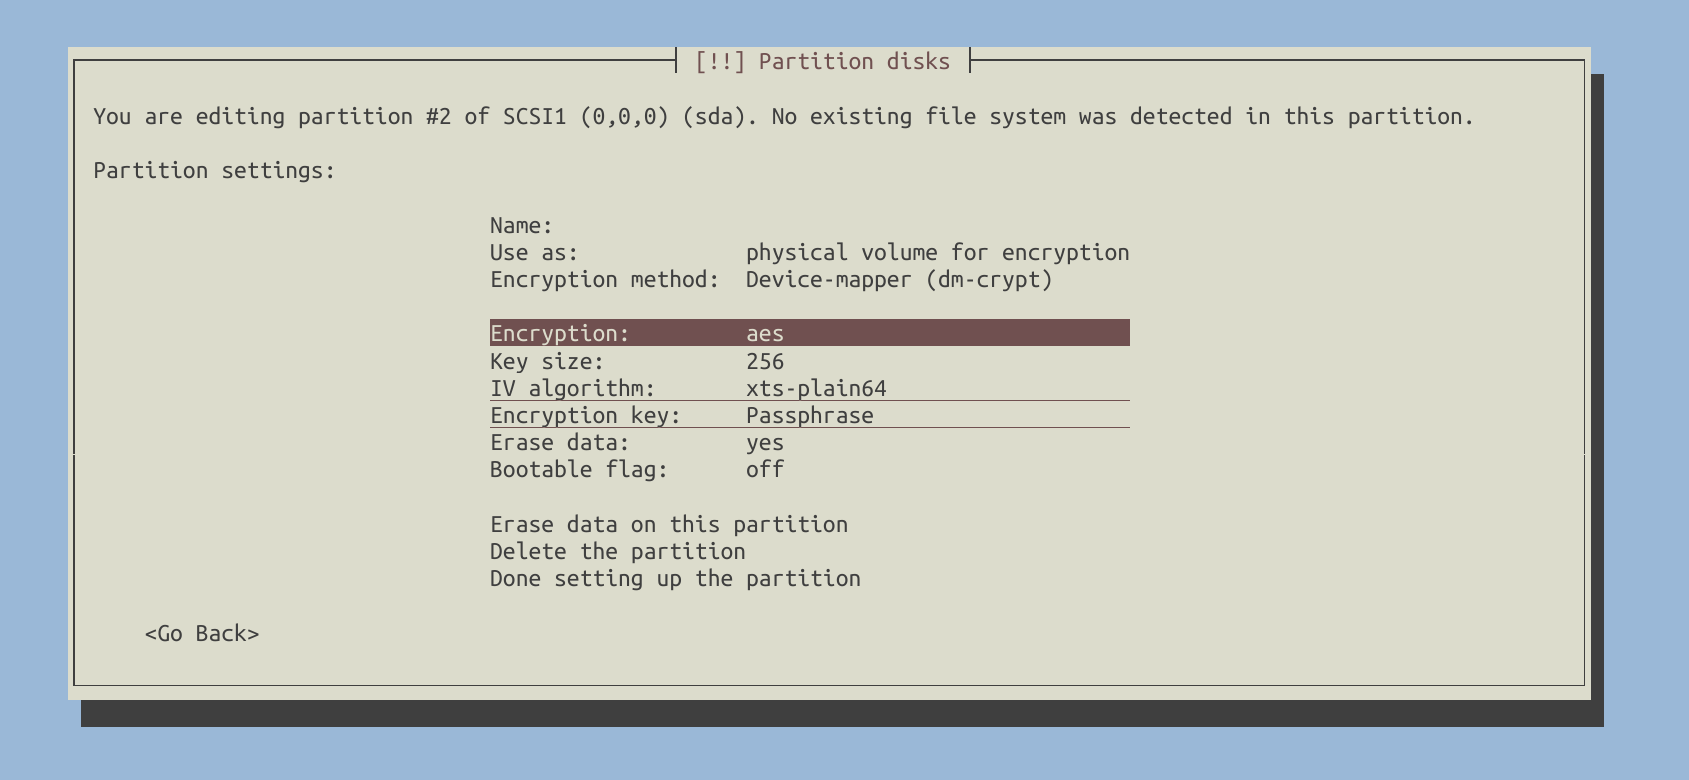 [!!] Partition disks
You are editing partition #2 of SCSI1 (0,0,0) (sda). No existing file system was detected in this partition.
Partition settings:
Name:
Use as: physical volume for encryption
Encryption method: Device-mapper (dm-crypt)
Encryption: aes
Key size: 256
IV algorithm: xts-plain64
Encryption key: Passphrase
Erase data: yes
Bootable flag: off
Erase data on this partition
Delete the partition
Done setting up the partition
<Go Back>